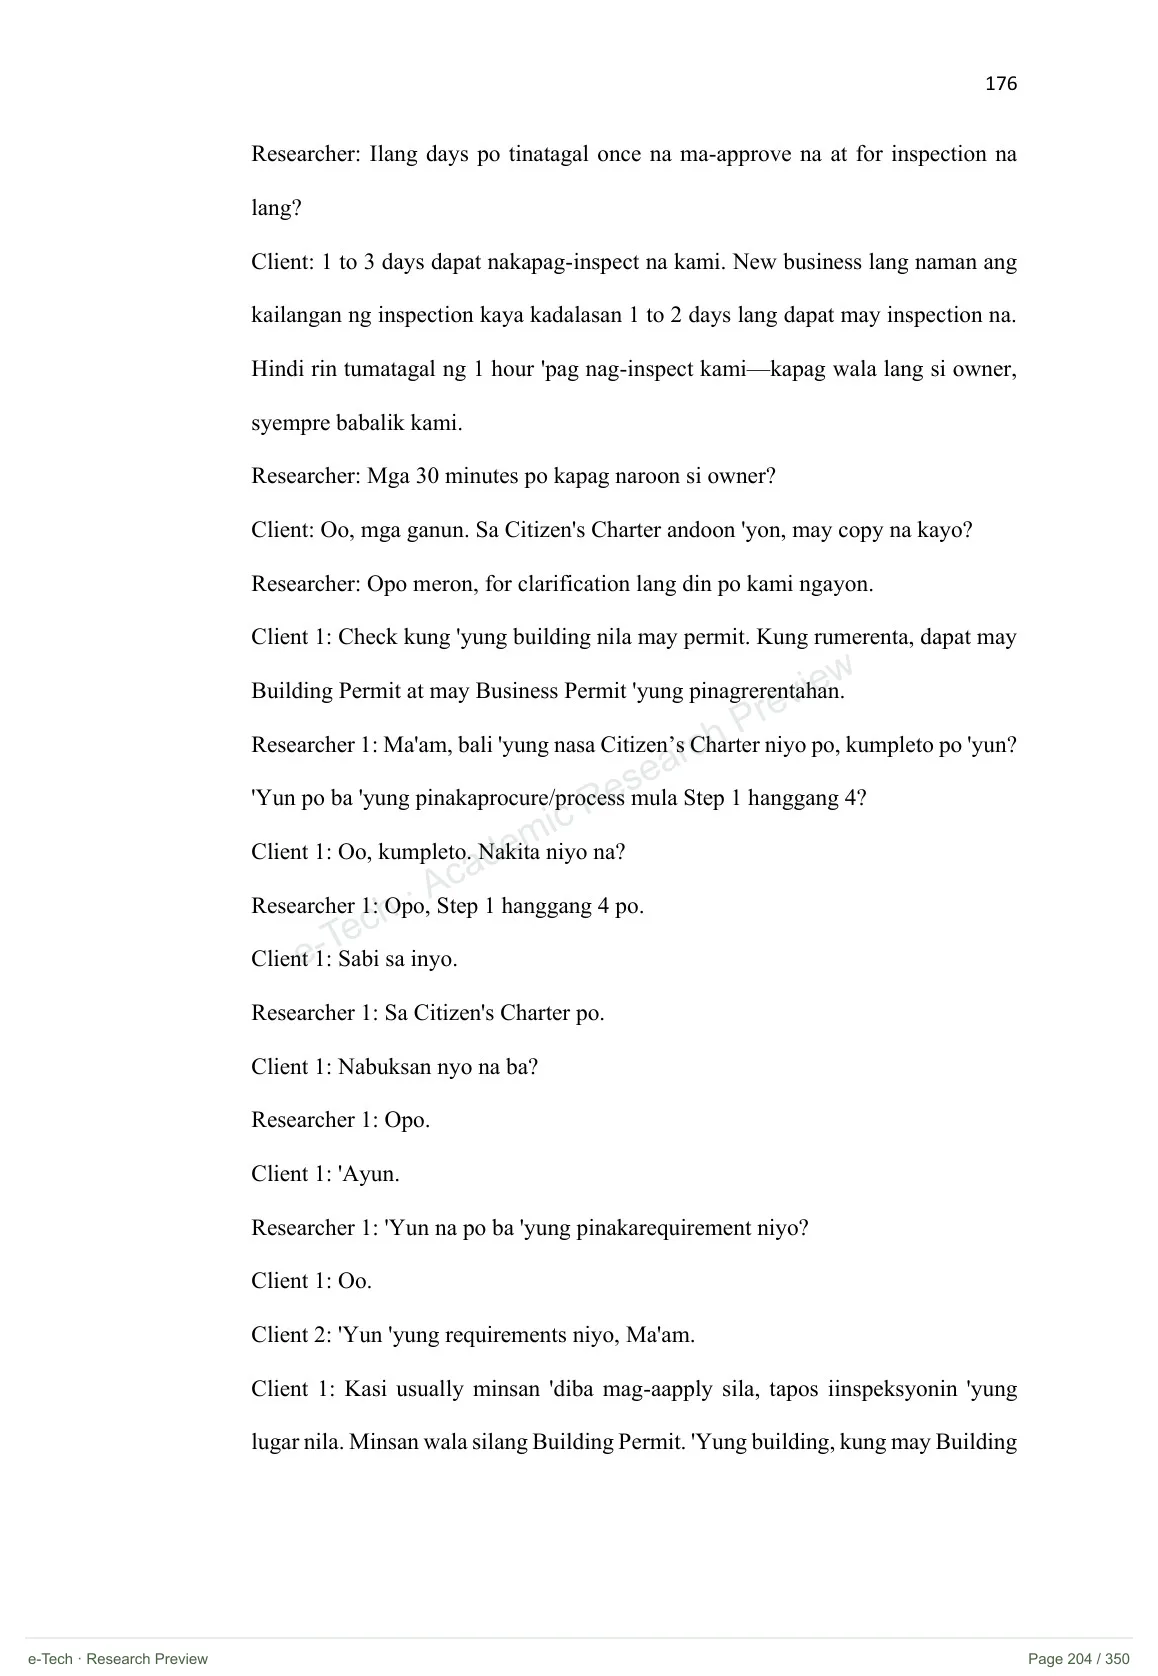 176
Researcher: Ilang days po tinatagal once na ma-approve na at for inspection na
lang?
Client: 1 to 3 days dapat nakapag-inspect na kami. New business lang naman ang
kailangan ng inspection kaya kadalasan 1 to 2 days lang dapat may inspection na.
Hindi rin tumatagal ng 1 hour 'pag nag-inspect kami—kapag wala lang si owner,
syempre babalik kami.
Researcher: Mga 30 minutes po kapag naroon si owner?
Client: Oo, mga ganun. Sa Citizen's Charter andoon 'yon, may copy na kayo?
Researcher: Opo meron, for clarification lang din po kami ngayon.
Client 1: Check kung 'yung building nila may permit. Kung rumerenta, dapat may
Building Permit at may Business Permit 'yung pinagrerentahan.
Researcher 1: Ma'am, bali 'yung nasa Citizen’s Charter niyo po, kumpleto po 'yun?
'Yun po ba 'yung pinakaprocure/process mula Step 1 hanggang 4?
Client 1: Oo, kumpleto. Nakita niyo na?
Researcher 1: Opo, Step 1 hanggang 4 po.
Client 1: Sabi sa inyo.
Researcher 1: Sa Citizen's Charter po.
Client 1: Nabuksan nyo na ba?
Researcher 1: Opo.
Client 1: 'Ayun.
Researcher 1: 'Yun na po ba 'yung pinakarequirement niyo?
Client 1: Oo.
Client 2: 'Yun 'yung requirements niyo, Ma'am.
Client 1: Kasi usually minsan 'diba mag-aapply sila, tapos iinspeksyonin 'yung
lugar nila. Minsan wala silang Building Permit. 'Yung building, kung may Building
e-Tech · Academic Research Preview
e-Tech · Research Preview
Page 204 / 350